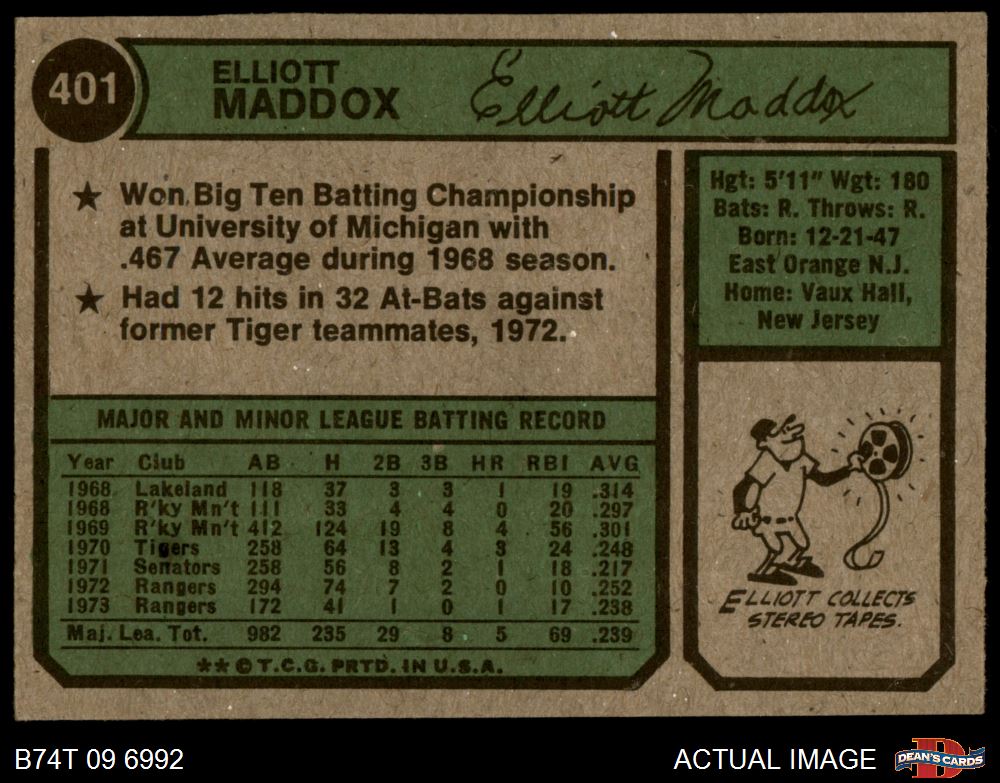 401
ELLIOTT
MADDOX
Elliott Maddox
★ Won Big Ten Batting Championship
at University of Michigan with
.467 Average during 1968 season.
★ Had 12 hits in 32 At-Bats against
former Tiger teammates, 1972.
Hgt: 5'11" Wgt: 180
Bats: R. Throws: R.
Born: 12-21-47
East Orange N.J.
Home: Vaux Hall,
New Jersey
MAJOR AND MINOR LEAGUE BATTING RECORD
Year Club AB H 2B 3B HR RBI AVG
1968 Lakeland 118 37 3 3 1 19 .314
1968 R'ky Mn't 111 33 4 4 0 20 .297
1969 R'ky Mn't 412 124 19 8 4 56 .301
1970 Tigers 258 64 13 4 3 24 .248
1971 Senators 258 56 8 2 1 18 .217
1972 Rangers 294 74 7 2 0 10 .252
1973 Rangers 172 41 1 0 1 17 .238
Maj. Lea. Tot. 982 235 29 8 5 69 .239
★★ © T.C.G. PRTD. IN U.S.A.
ELLIOTT COLLECTS
STEREO TAPES.
B74T 09 6992
ACTUAL IMAGE
D
DEAN'S CARDS